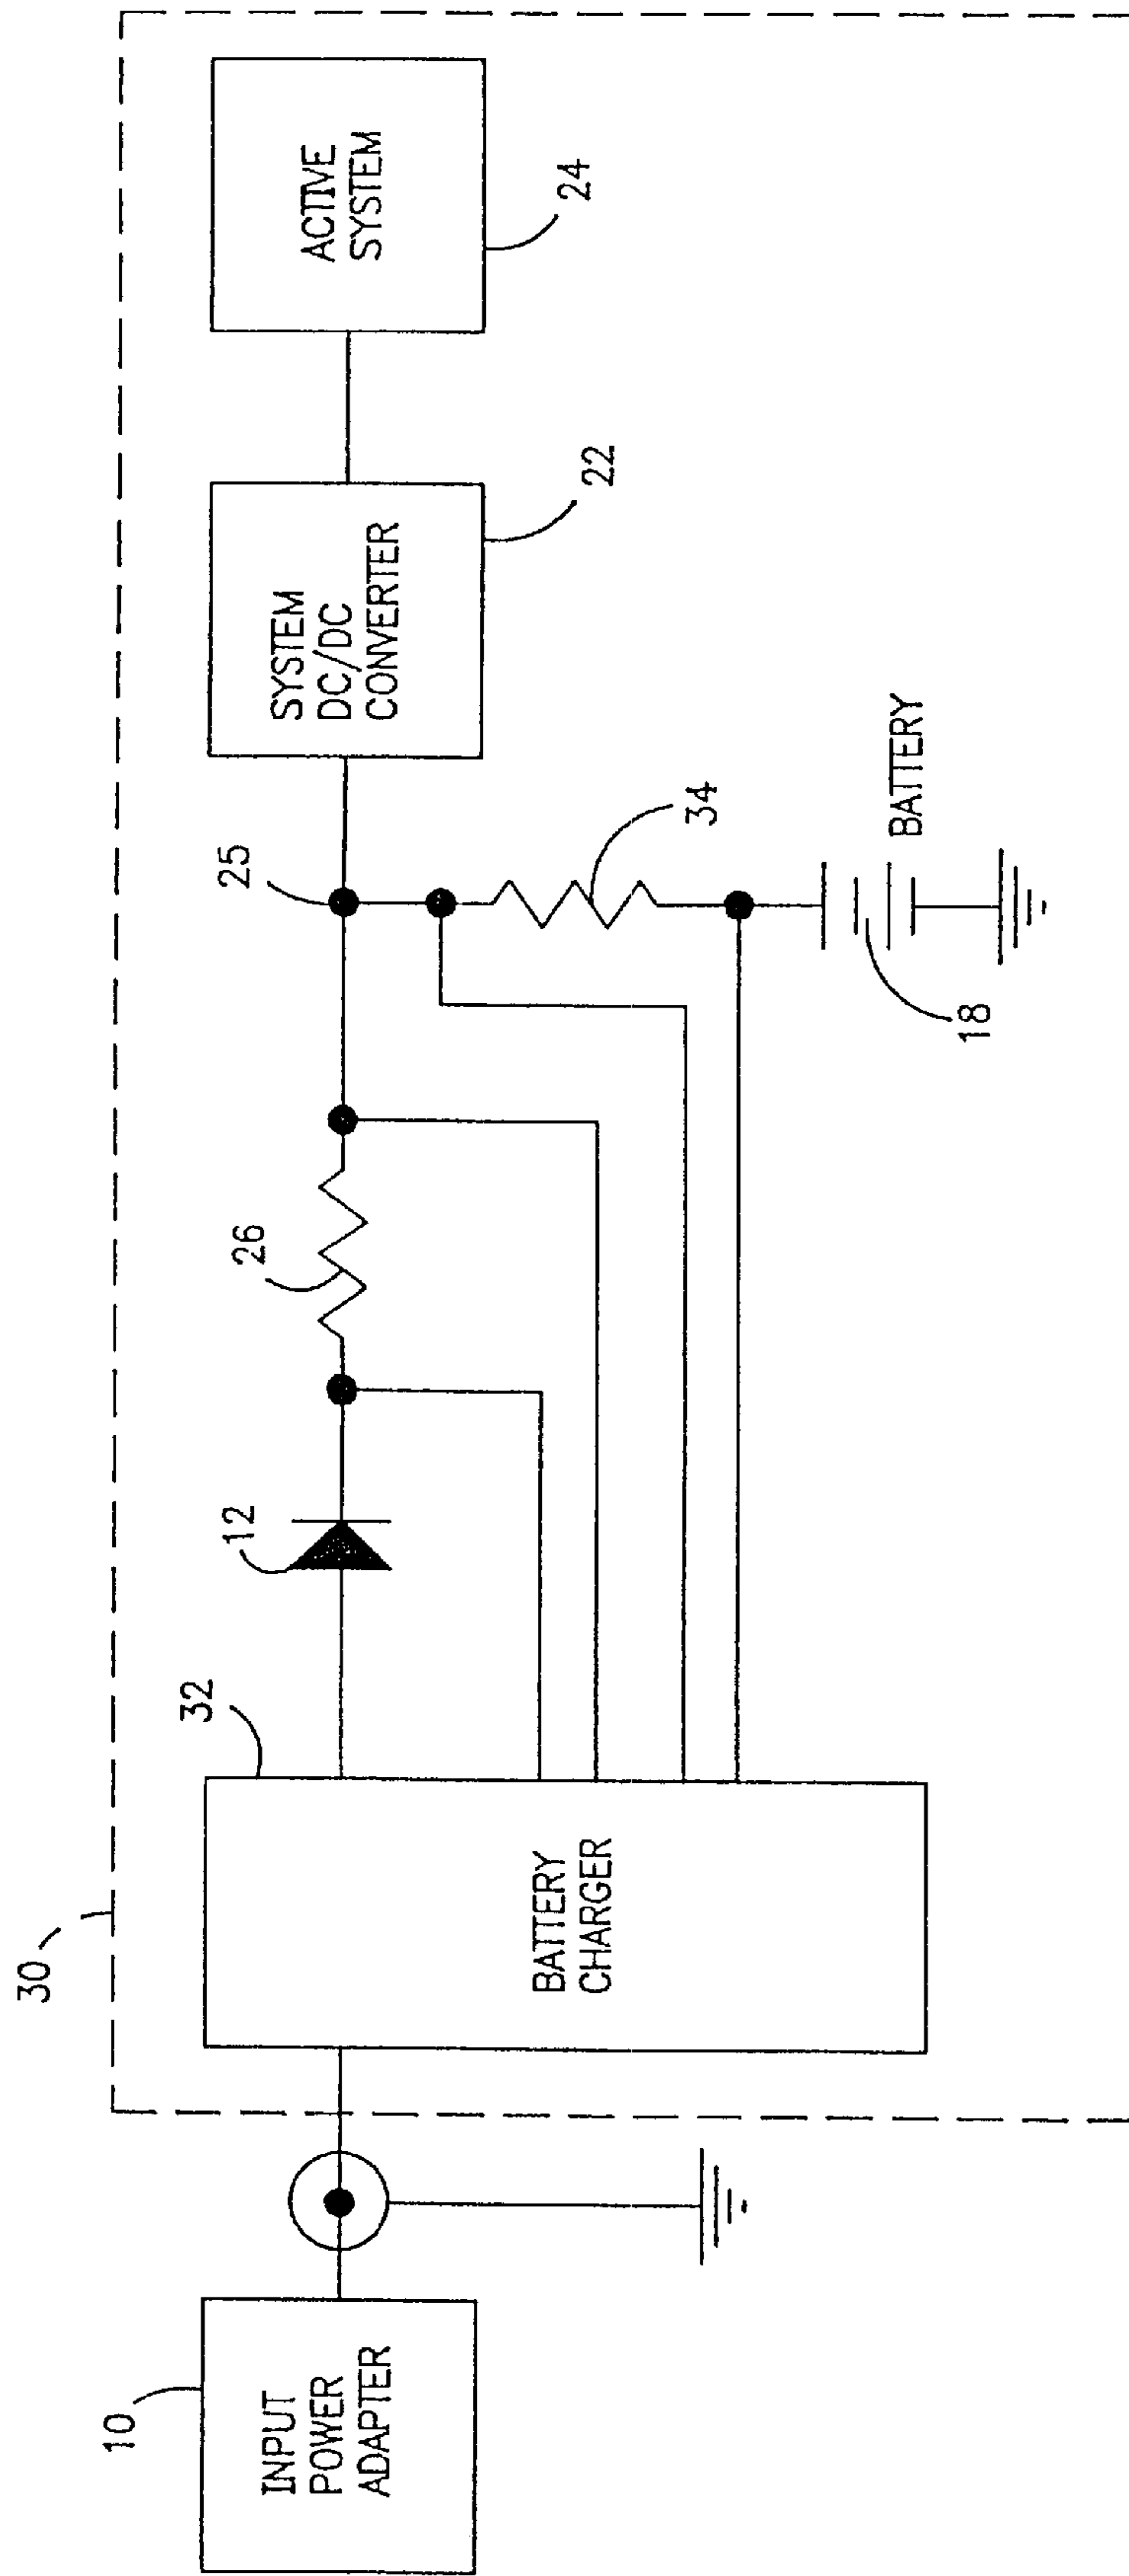 30
10
INPUT
POWER
ADAPTER
32
BATTERY
CHARGER
12
26
25
34
18
BATTERY
SYSTEM
DC/DC
CONVERTER
22
ACTIVE
SYSTEM
24